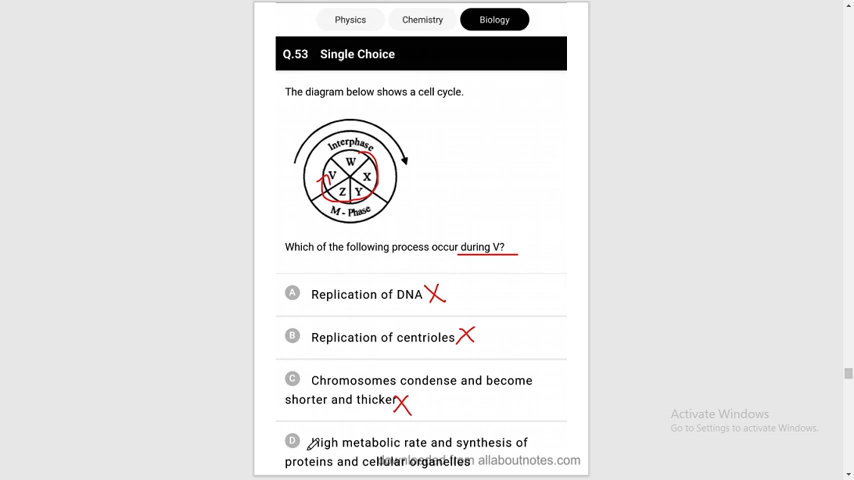 Physics Chemistry Biology
Q.53 Single Choice
The diagram below shows a cell cycle.
Interphase
W
V X
Z Y
M - Phase
Which of the following process occur during V?
A Replication of DNA
B Replication of centrioles
C Chromosomes condense and become
shorter and thicker
D High metabolic rate and synthesis of
proteins and cellular organelles
downloaded from allaboutnotes.com
Activate Windows
Go to Settings to activate Windows.